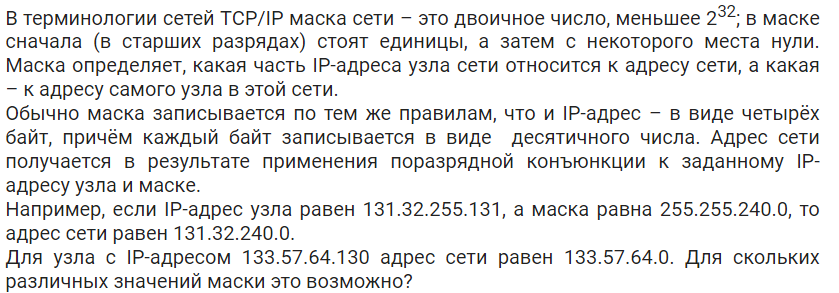 В терминологии сетей TCP/IP маска сети – это двоичное число, меньшее 2³²; в маске
сначала (в старших разрядах) стоят единицы, а затем с некоторого места нули.
Маска определяет, какая часть IP-адреса узла сети относится к адресу сети, а какая
– к адресу самого узла в этой сети.
Обычно маска записывается по тем же правилам, что и IP-адрес – в виде четырёх
байт, причём каждый байт записывается в виде десятичного числа. Адрес сети
получается в результате применения поразрядной конъюнкции к заданному IP-
адресу узла и маске.
Например, если IP-адрес узла равен 131.32.255.131, а маска равна 255.255.240.0, то
адрес сети равен 131.32.240.0.
Для узла с IP-адресом 133.57.64.130 адрес сети равен 133.57.64.0. Для скольких
различных значений маски это возможно?